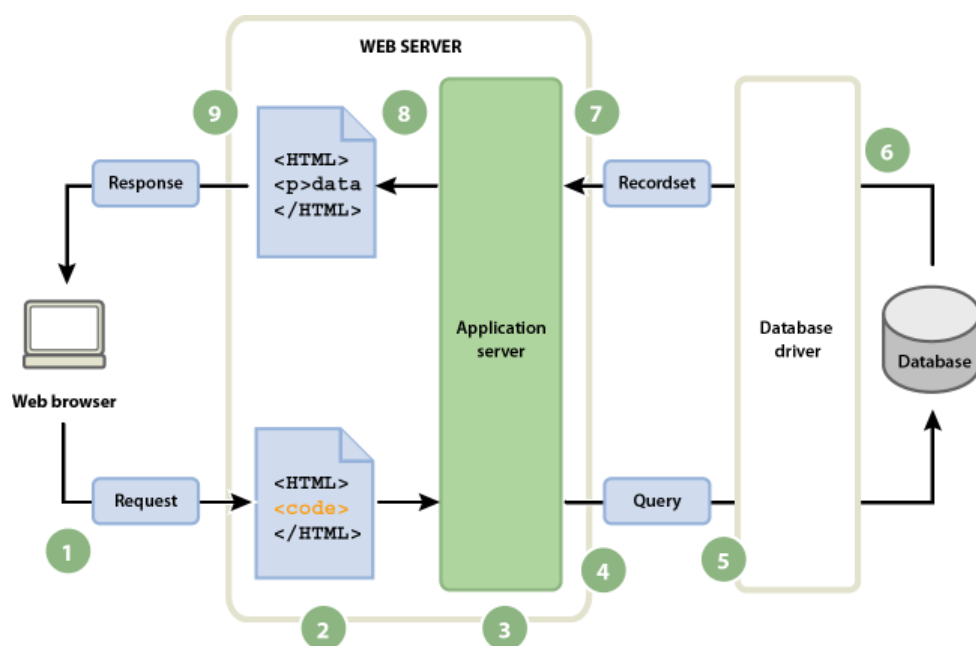 WEB SERVER
9
8
7
6
<HTML>
<p>data
</HTML>
Response
Recordset
Application
server
Database
driver
Database
Web browser
<HTML>
<code>
</HTML>
Request
Query
1
2
3
4
5